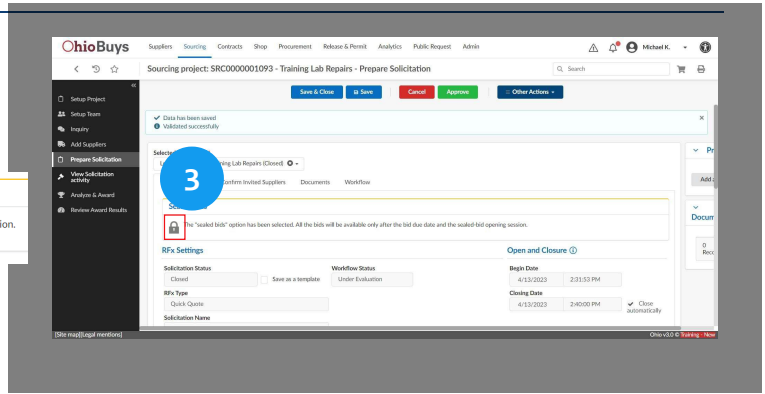 OhioBuys
Suppliers Sourcing Contracts Shop Procurement Release & Permit Analytics Public Request Admin
Michael K.
Sourcing project: SRC0000001093 - Training Lab Repairs - Prepare Solicitation
Search
Save & Close Save Cancel Approve Other Actions
Setup Project
Setup Team
Inquiry
Add Suppliers
Prepare Solicitation
View Solicitation activity
Analyze & Award
Review Award Results
Data has been saved
Validated successfully
Selecte
ning Lab Repairs (Closed)
3
Confirm Invited Suppliers Documents Workflow
The "sealed bids" option has been selected. All the bids will be available only after the bid due date and the sealed-bid opening session.
ion.
RFx Settings
Open and Closure
Solicitation Status
Closed
Save as a template
Workflow Status
Under Evaluation
Begin Date
4/13/2023 2:31:53 PM
RFx Type
Quick Quote
Closing Date
4/13/2023 2:40:00 PM
Close automatically
Solicitation Name
Pr
Add
Docum
0
Reco
[Site map][Legal mentions]
Ohio v3.0 © Training - New